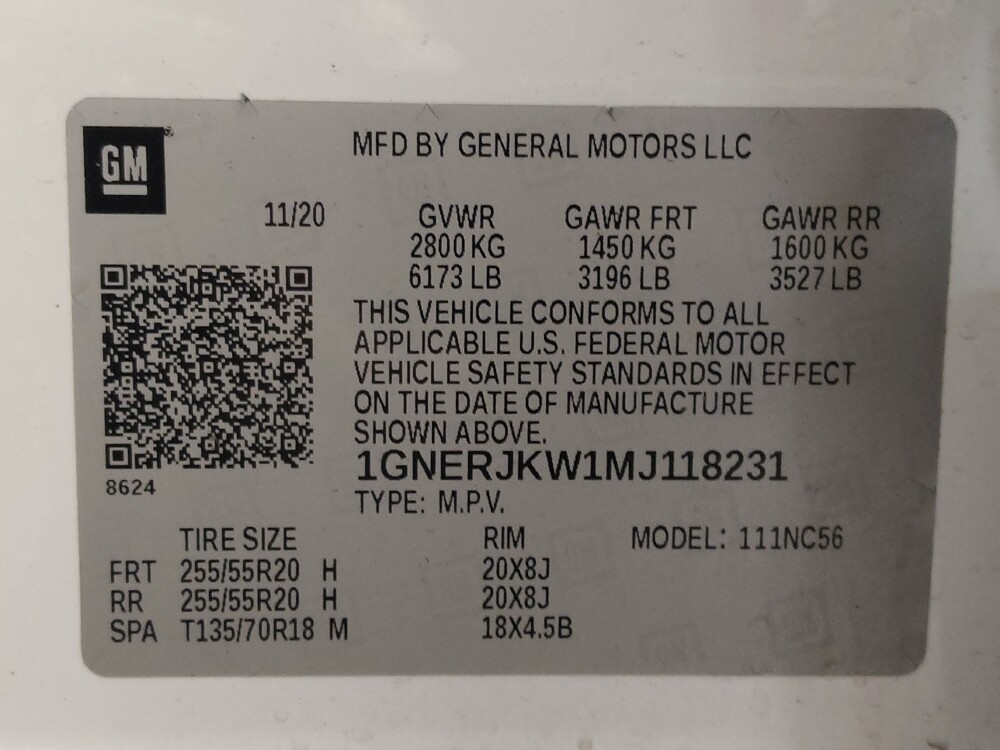 GM
MFD BY GENERAL MOTORS LLC
11/20 GVWR GAWR FRT GAWR RR
2800 KG 1450 KG 1600 KG
6173 LB 3196 LB 3527 LB
THIS VEHICLE CONFORMS TO ALL
APPLICABLE U.S. FEDERAL MOTOR
VEHICLE SAFETY STANDARDS IN EFFECT
ON THE DATE OF MANUFACTURE
SHOWN ABOVE.
1GNERJKW1MJ118231
8624
TYPE: M.P.V.
TIRE SIZE RIM MODEL: 111NC56
FRT 255/55R20 H 20X8J
RR 255/55R20 H 20X8J
SPA T135/70R18 M 18X4.5B